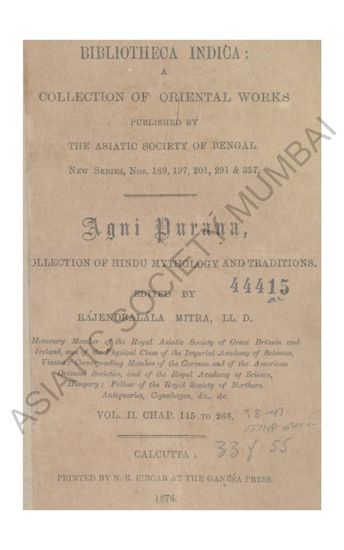 BIBLIOTHECA INDICA:
A
COLLECTION OF ORIENTAL WORKS
PUBLISHED BY
THE ASIATIC SOCIETY OF BENGAL.
NEW SERIES, NOS. 189, 197, 201, 291 & 357.
Agni Purana,
OLLECTION OF HINDU MYTHOLOGY AND TRADITIONS.
44415
EDITED BY
RÁJENDRALÁLA MITRA, LL. D.
Honorary Member of the Royal Asiatic Society of Great Britain and
Ireland, and of the Physical Class of the Imperial Academy of Sciences,
Vienna; Corresponding Member of the German and of the American
Oriental Societies, and of the Royal Academy of Science,
Hungary; Fellow of the Royal Society of Northern
Antiquaries, Copenhagen, &c., &c.
VOL. II. CHAP. 115 TO 268.
CALCUTTA:
PRINTED BY N. K. SIRCAR AT THE GANEŚA PRESS.
1876.
ASIATIC SOCIETY MUMBAI